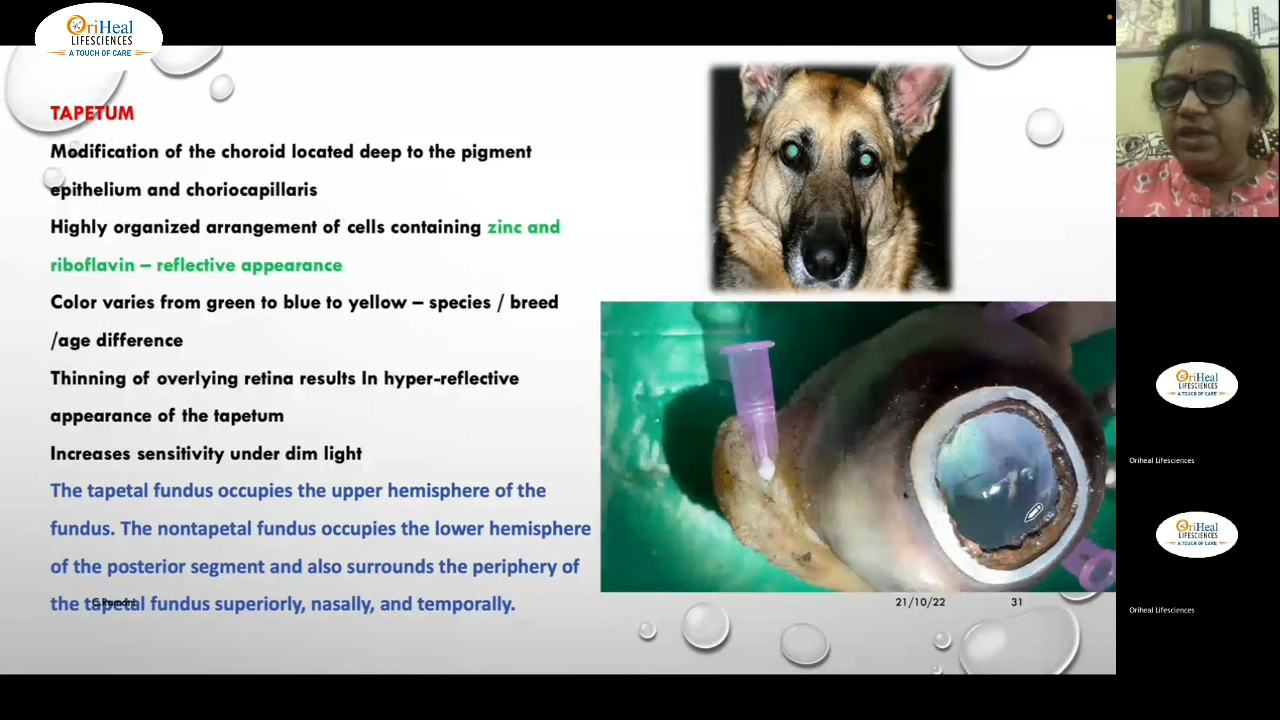 OriHeal
LIFESCIENCES
A TOUCH OF CARE
TAPETUM
Modification of the choroid located deep to the pigment
epithelium and choriocapillaris
Highly organized arrangement of cells containing zinc and
riboflavin – reflective appearance
Color varies from green to blue to yellow – species / breed
/age difference
Thinning of overlying retina results In hyper-reflective
appearance of the tapetum
Increases sensitivity under dim light
The tapetal fundus occupies the upper hemisphere of the
fundus. The nontapetal fundus occupies the lower hemisphere
of the posterior segment and also surrounds the periphery of
the tapetal fundus superiorly, nasally, and temporally.
21/10/22
31
OriHeal
LIFESCIENCES
A TOUCH OF CARE
Oriheal Lifesciences
OriHeal
LIFESCIENCES
A TOUCH OF CARE
Oriheal Lifesciences